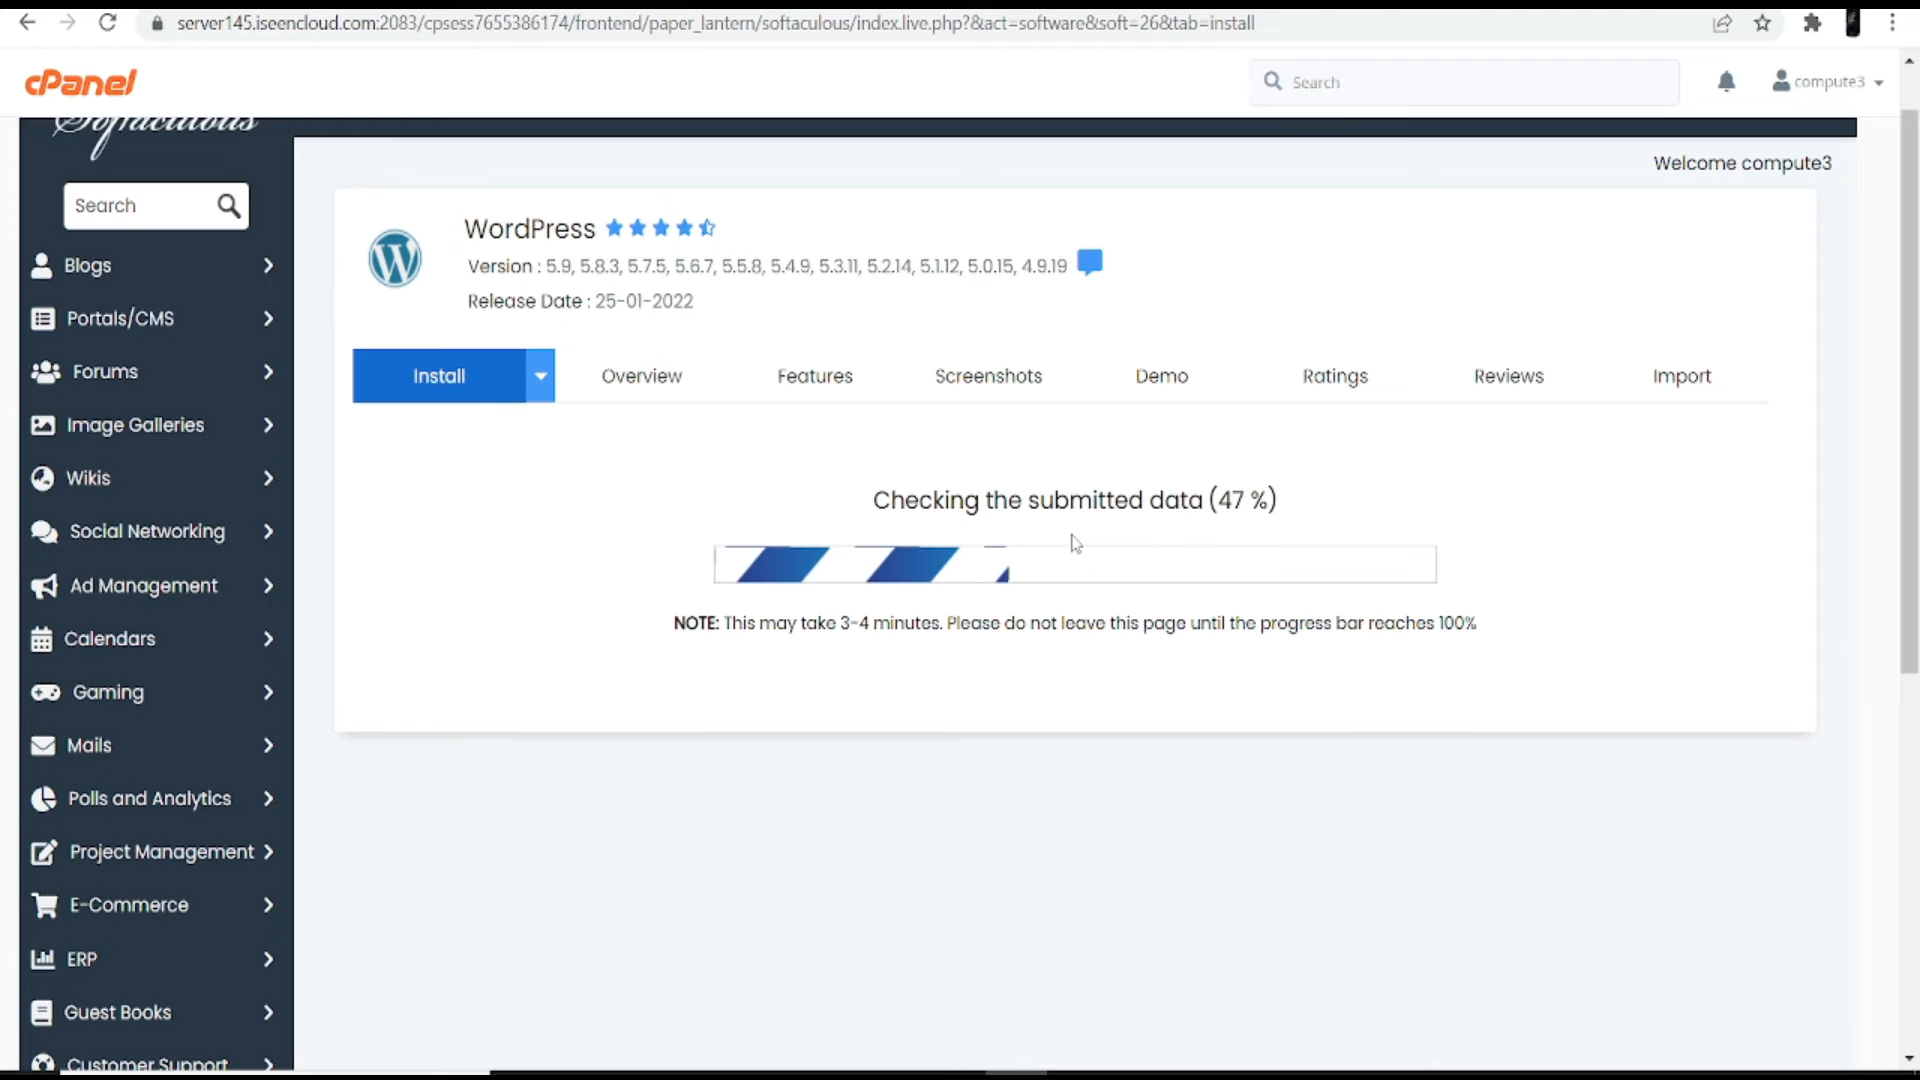 server145.iseencloud.com:2083/cpsess7655386174/frontend/paper_lantern/softaculous/index.live.php?&act=software&soft=26&tab=install
cPanel
Search
compute3
Softaculous
Welcome compute3
Search
Blogs
Portals/CMS
Forums
Image Galleries
Wikis
Social Networking
Ad Management
Calendars
Gaming
Mails
Polls and Analytics
Project Management
E-Commerce
ERP
Guest Books
Customer Support
WordPress
Version : 5.9, 5.8.3, 5.7.5, 5.6.7, 5.5.8, 5.4.9, 5.3.11, 5.2.14, 5.1.12, 5.0.15, 4.9.19
Release Date : 25-01-2022
Install Overview Features Screenshots Demo Ratings Reviews Import
Checking the submitted data (47 %)
NOTE: This may take 3-4 minutes. Please do not leave this page until the progress bar reaches 100%